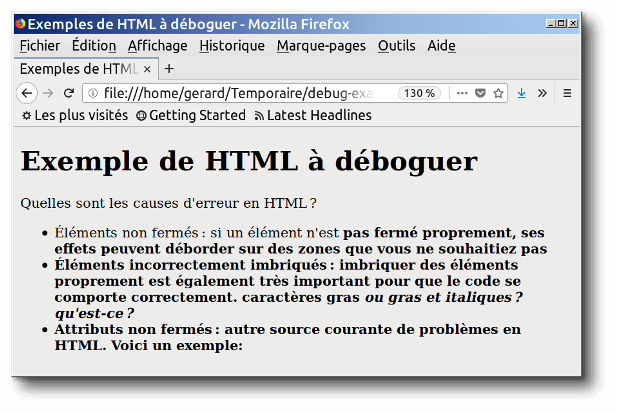 Exemples de HTML à déboguer - Mozilla Firefox
Fichier Édition Affichage Historique Marque-pages Outils Aide
Exemples de HTML × +
file:///home/gerard/Temporaire/debug-exa 130 %
Les plus visités Getting Started Latest Headlines
Exemple de HTML à déboguer
Quelles sont les causes d'erreur en HTML ?
• Éléments non fermés : si un élément n'est pas fermé proprement, ses
effets peuvent déborder sur des zones que vous ne souhaitiez pas
• Éléments incorrectement imbriqués : imbriquer des éléments
proprement est également très important pour que le code se
comporte correctement. caractères gras ou gras et italiques ?
qu'est-ce ?
• Attributs non fermés : autre source courante de problèmes en
HTML. Voici un exemple: